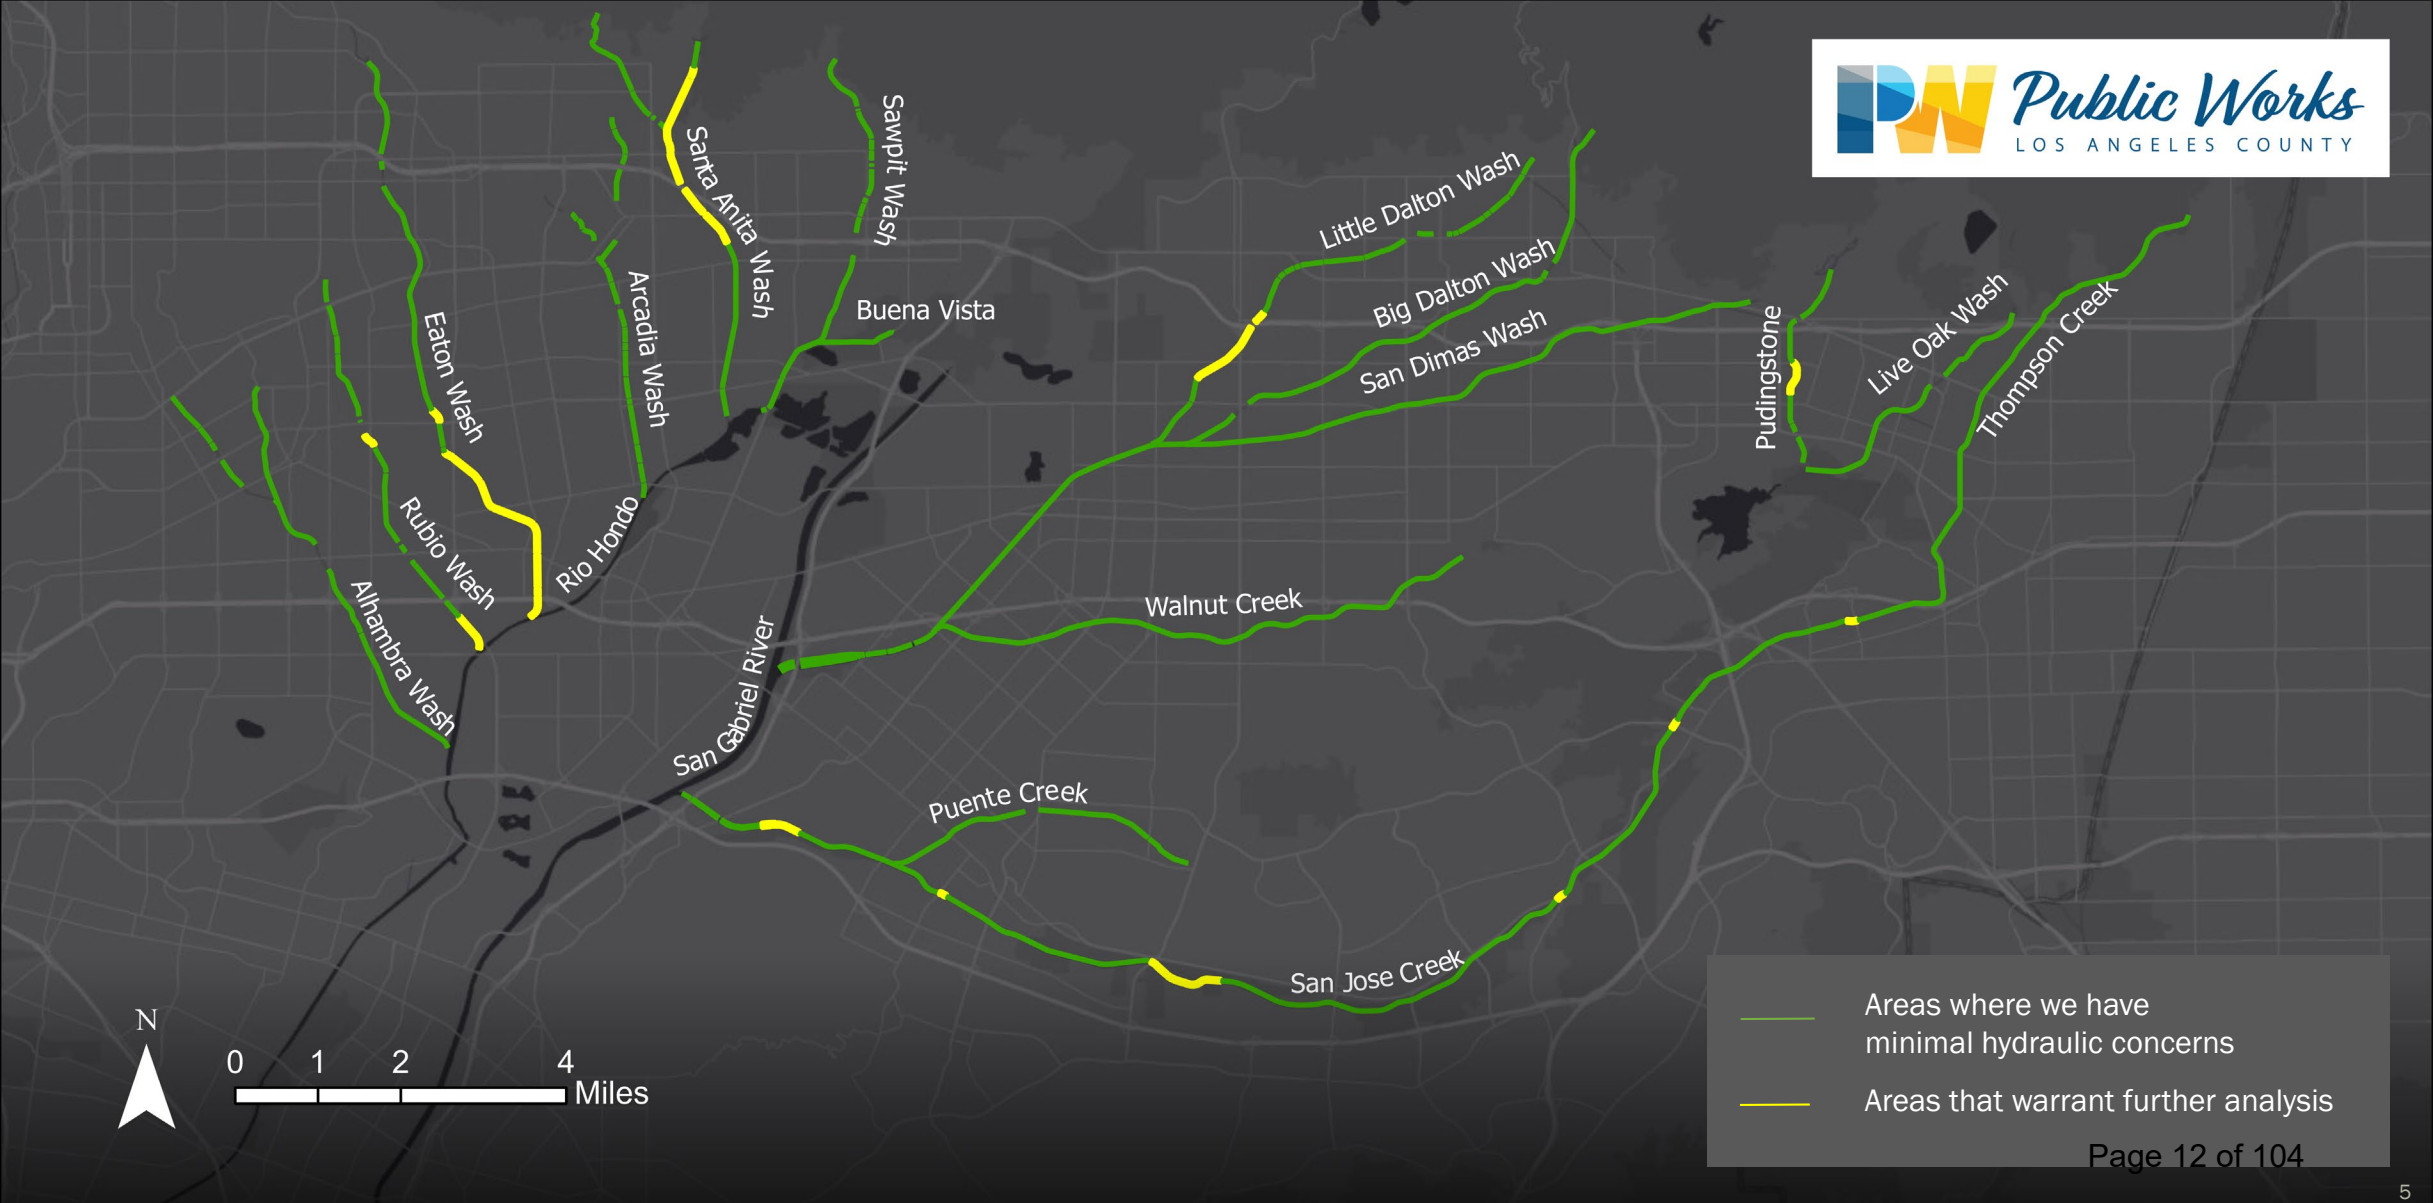 Public Works
LOS ANGELES COUNTY
Sawpit Wash
Santa Anita Wash
Little Dalton Wash
Big Dalton Wash
San Dimas Wash
Buena Vista
Arcadia Wash
Eaton Wash
Pudingstone
Live Oak Wash
Thompson Creek
Rubio Wash
Rio Hondo
Alhambra Wash
Walnut Creek
San Gabriel River
Puente Creek
San Jose Creek
N
0 1 2 4
Miles
Areas where we have
minimal hydraulic concerns
Areas that warrant further analysis
Page 12 of 104
5